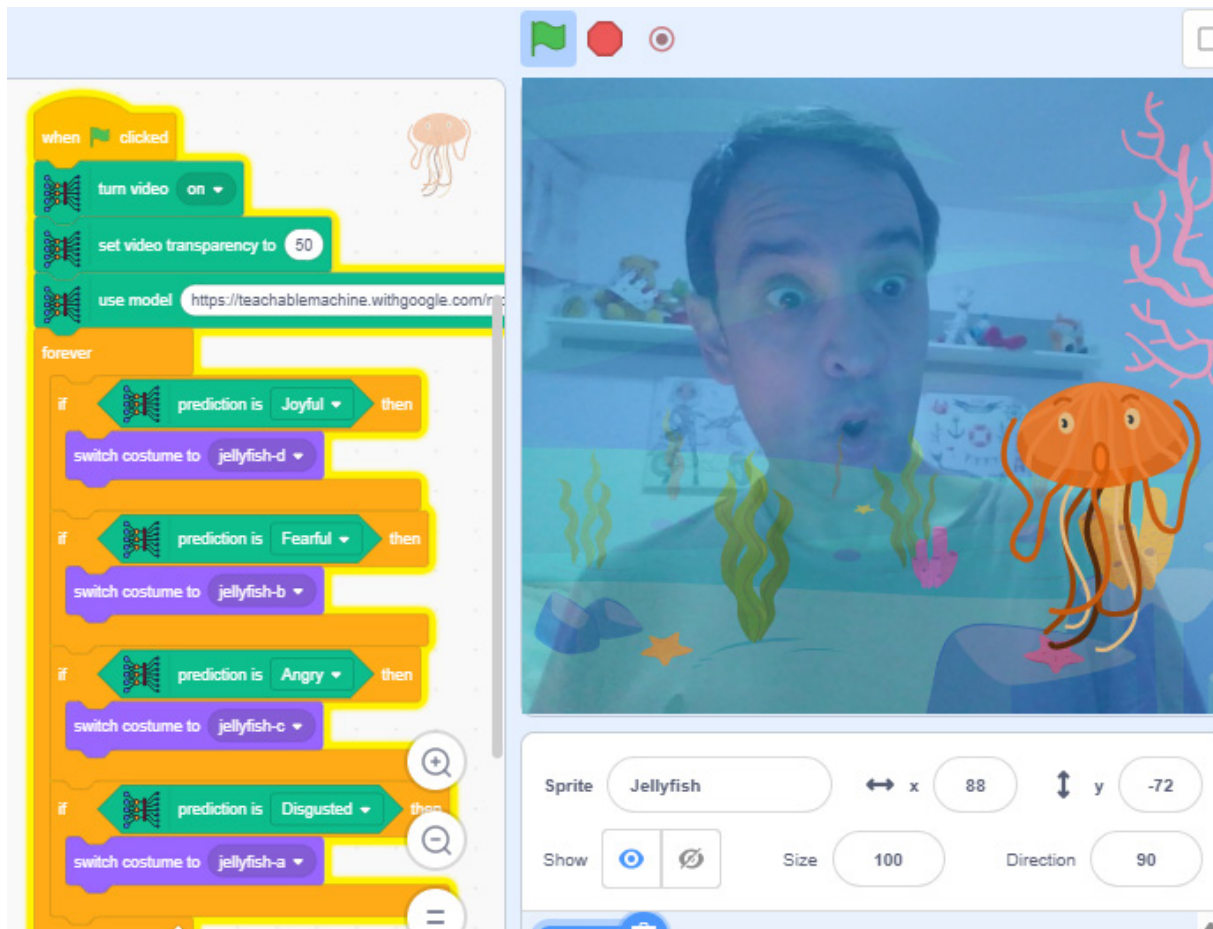 when clicked
turn video on
set video transparency to 50
use model https://teachablemachine.withgoogle.com/
forever
if prediction is Joyful then
switch costume to jellyfish-d
if prediction is Fearful then
switch costume to jellyfish-b
if prediction is Angry then
switch costume to jellyfish-c
if prediction is Disgusted then
switch costume to jellyfish-a
Sprite Jellyfish x 88 y -72
Show Size 100 Direction 90